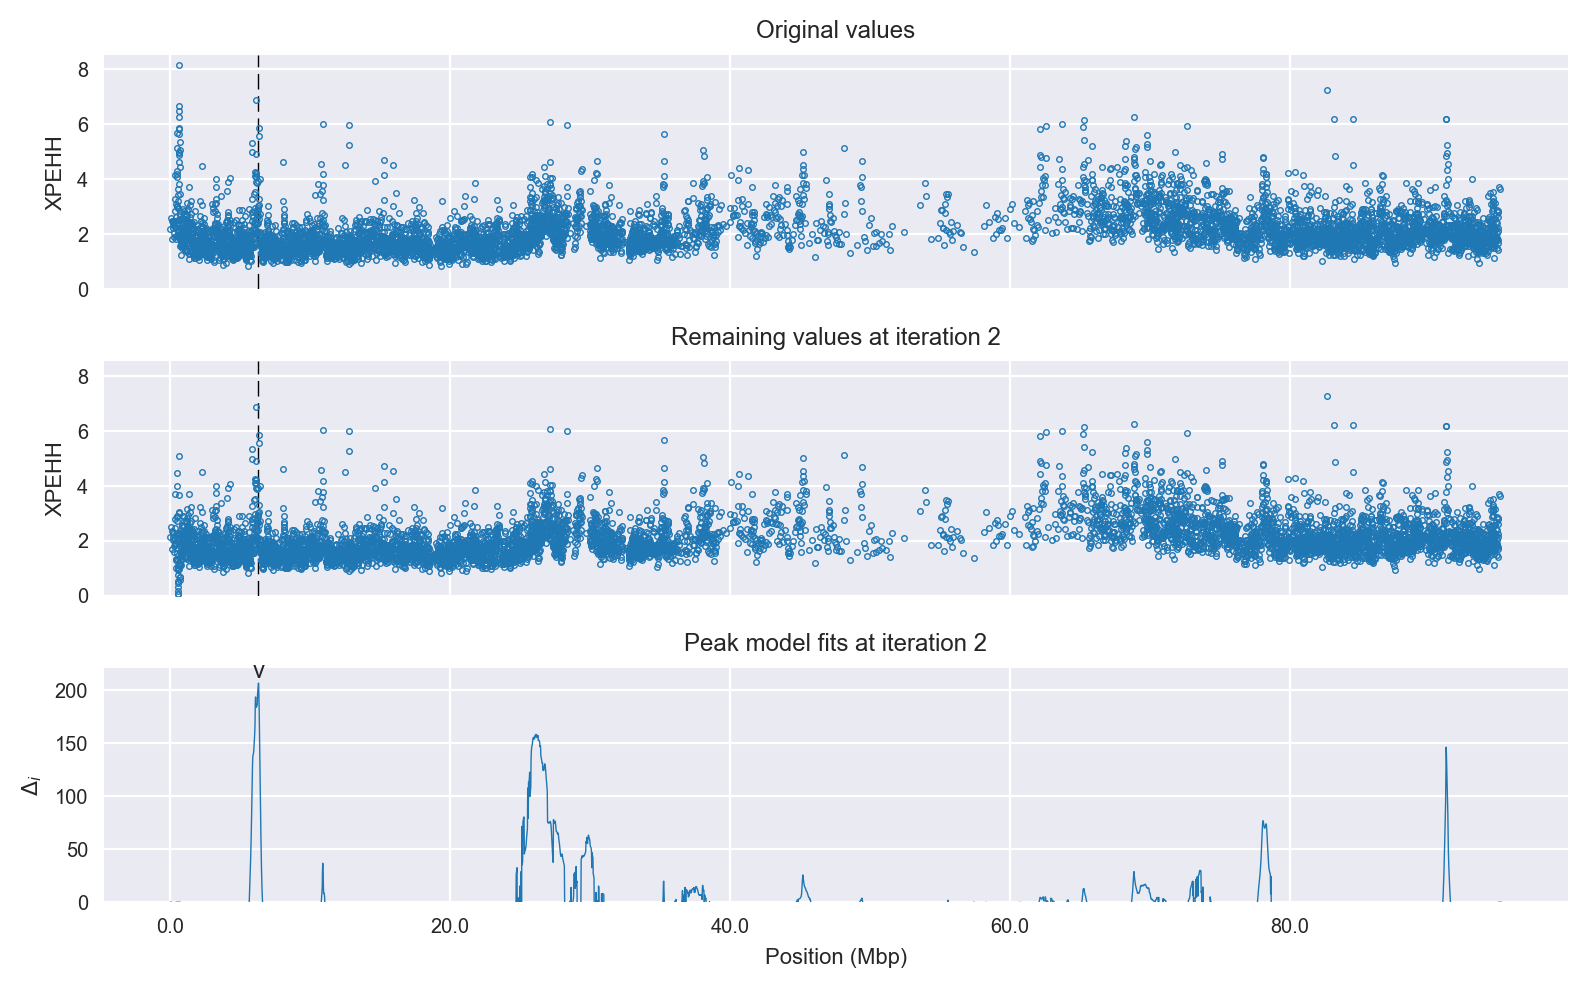 Original values
8
6
4
2
0
XPEHH
Remaining values at iteration 2
8
6
4
2
0
XPEHH
Peak model fits at iteration 2
v
200
150
100
50
0
Δi
0.0 20.0 40.0 60.0 80.0
Position (Mbp)